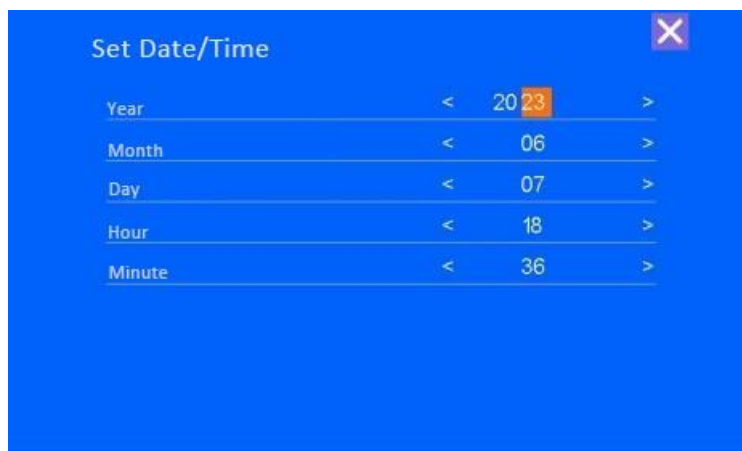 Set Date/Time
Year < 2023 >
Month < 06 >
Day < 07 >
Hour < 18 >
Minute < 36 >